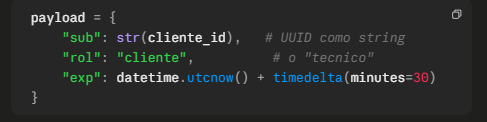 payload = {
    "sub": str(cliente_id),   # UUID como string
    "rol": "cliente",          # o "tecnico"
    "exp": datetime.utcnow() + timedelta(minutes=30)
}